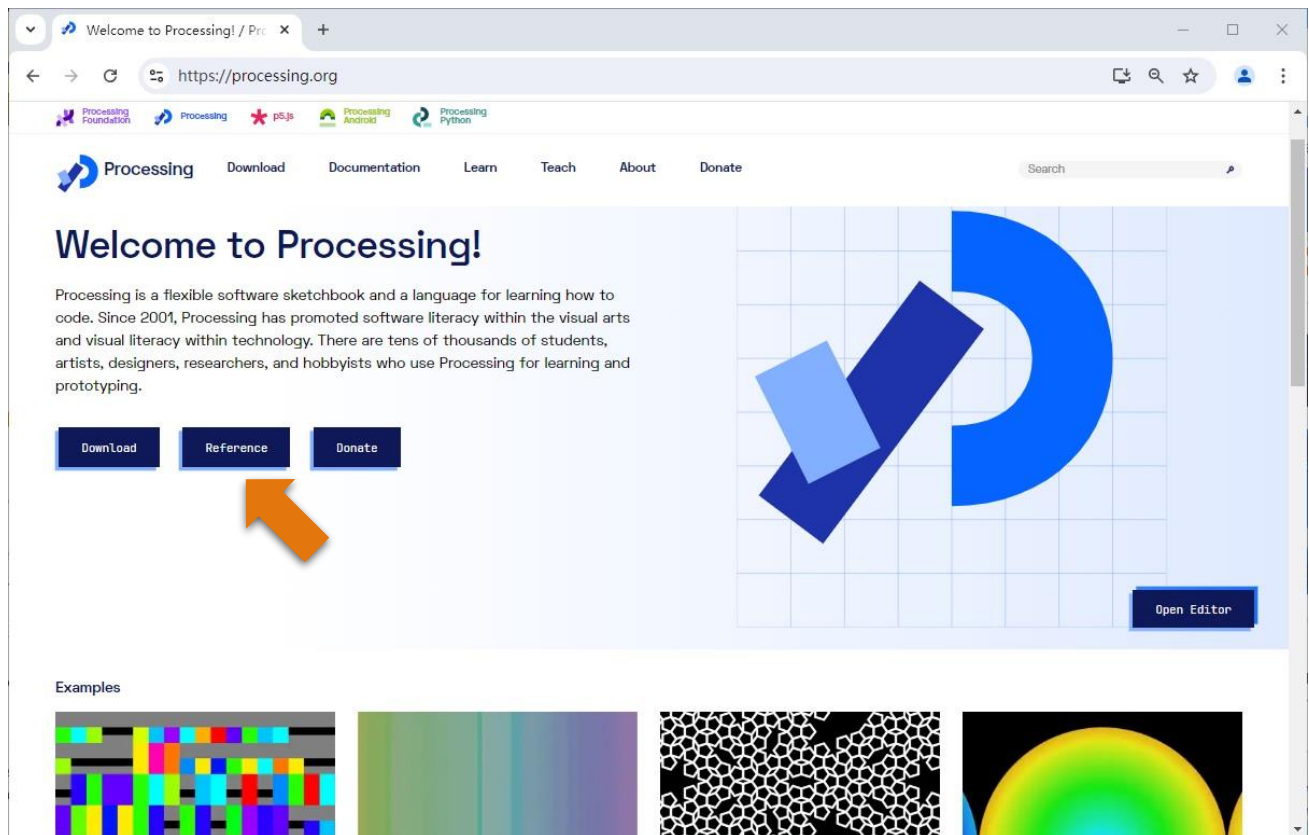 Welcome to Processing! / Pro
https://processing.org
Processing Foundation
Processing
p5.js
Processing Android
Processing Python
Processing
Download
Documentation
Learn
Teach
About
Donate
Search
Welcome to Processing!
Processing is a flexible software sketchbook and a language for learning how to
code. Since 2001, Processing has promoted software literacy within the visual arts
and visual literacy within technology. There are tens of thousands of students,
artists, designers, researchers, and hobbyists who use Processing for learning and
prototyping.
Download
Reference
Donate
Open Editor
Examples